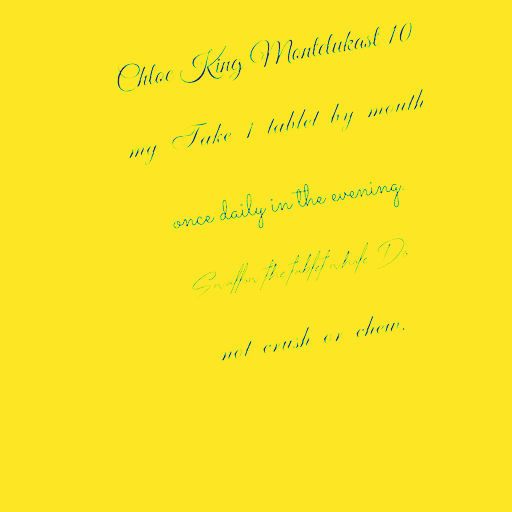 Chloe King Montelukast 10
mg Take 1 tablet by mouth
once daily in the evening.
Swallow the tablet whole. Do
not crush or chew.